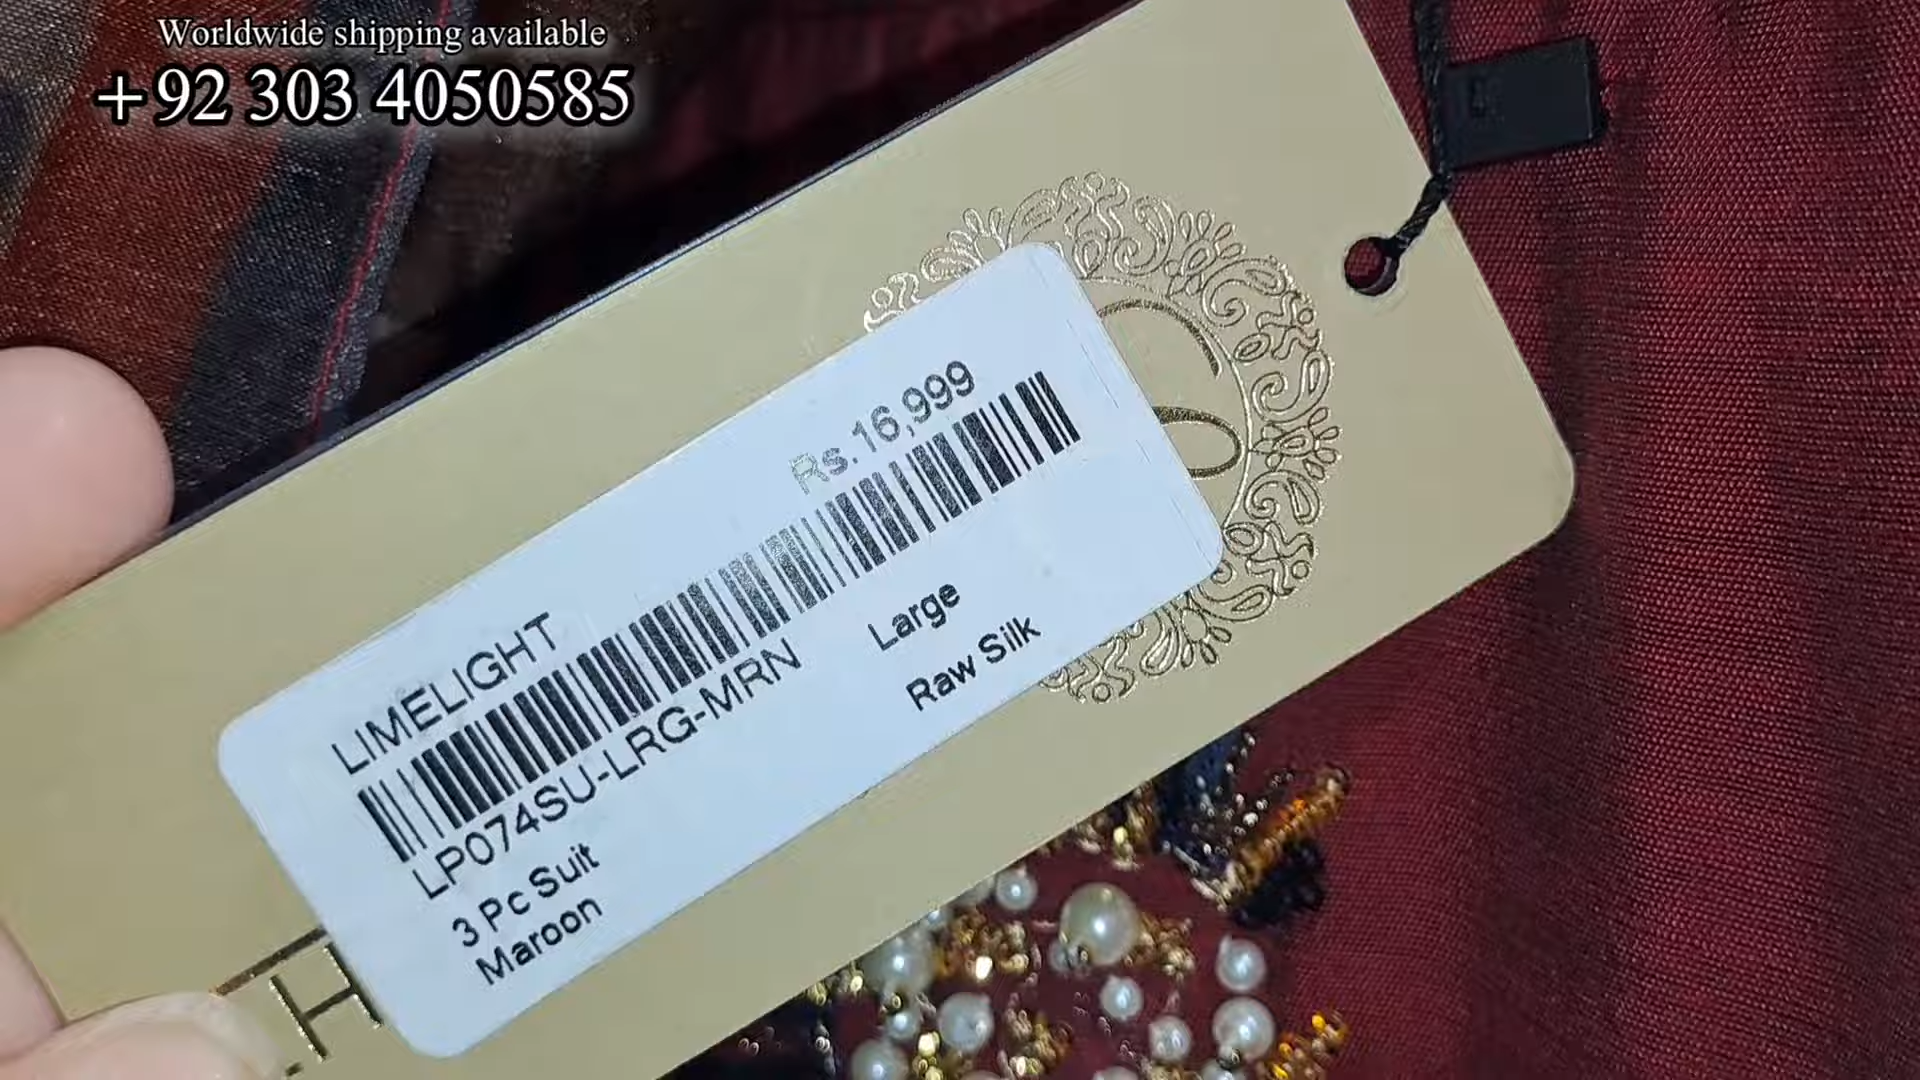 Worldwide shipping available
+92 303 4050585
Rs.16,999
LIMELIGHT
LP074SU-LRG-MRN
Large
3 Pc Suit
Raw Silk
Maroon